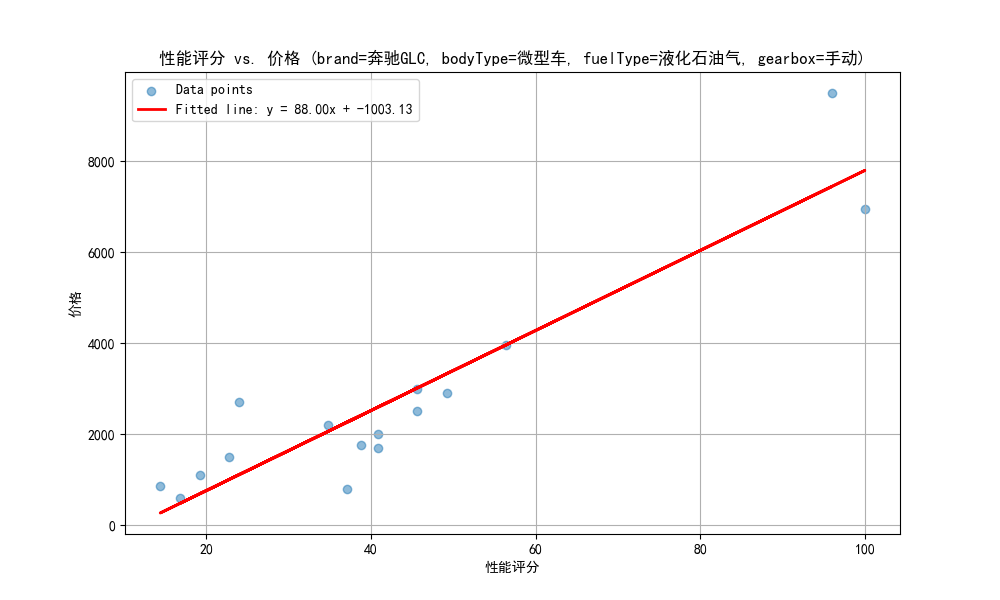 性能评分 vs. 价格 (brand=奔驰GLC, bodyType=微型车, fuelType=液化石油气, gearbox=手动)
Data points
Fitted line: y = 88.00x + -1003.13
8000
6000
4000
2000
0
价格
20 40 60 80 100
性能评分